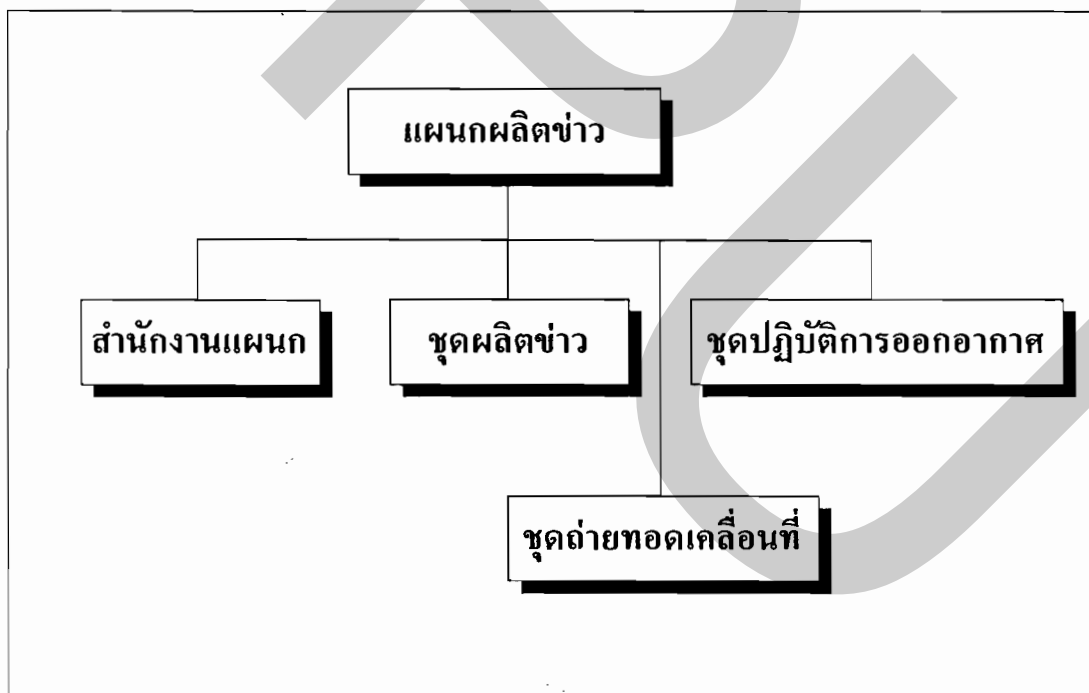 แผนกผลิตข่าว
สำนักงานแผนก
ชุดผลิตข่าว
ชุดปฏิบัติการออกอากาศ
ชุดถ่ายทอดเคลื่อนที่